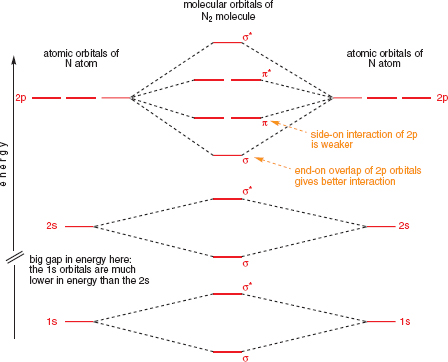 molecular orbitals of
N2 molecule
atomic orbitals of
N atom
atomic orbitals of
N atom
σ*
π*
2p
2p
π
side-on interaction of 2p
is weaker
σ
end-on overlap of 2p orbitals
gives better interaction
energy
σ*
2s
2s
σ
big gap in energy here:
the 1s orbitals are much
lower in energy than the 2s
σ*
1s
1s
σ